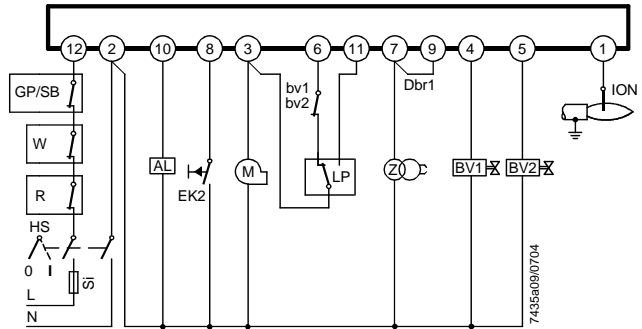 12 2 10 8 3 6 11 7 9 4 5 1
GP/SB
bv1
bv2
Dbr1
ION
W
AL
EK2
M
LP
Z
BV1
BV2
R
HS
0 I
Si
L
N
7435a09/0704